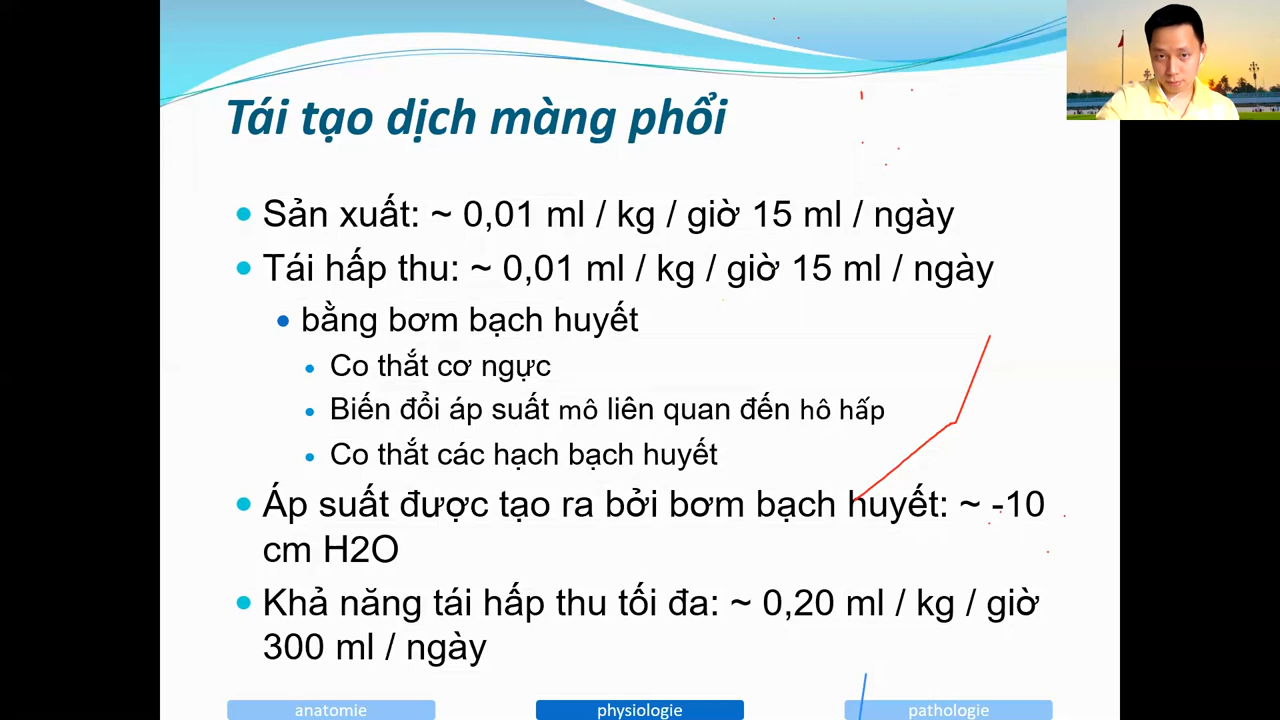 Tái tạo dịch màng phổi
Sản xuất: ~ 0,01 ml / kg / giờ 15 ml / ngày
Tái hấp thu: ~ 0,01 ml / kg / giờ 15 ml / ngày
bằng bơm bạch huyết
Co thắt cơ ngực
Biến đổi áp suất mô liên quan đến hô hấp
Co thắt các hạch bạch huyết
Áp suất được tạo ra bởi bơm bạch huyết: ~ -10
cm H2O
Khả năng tái hấp thu tối đa: ~ 0,20 ml / kg / giờ
300 ml / ngày
anatomie
physiologie
pathologie